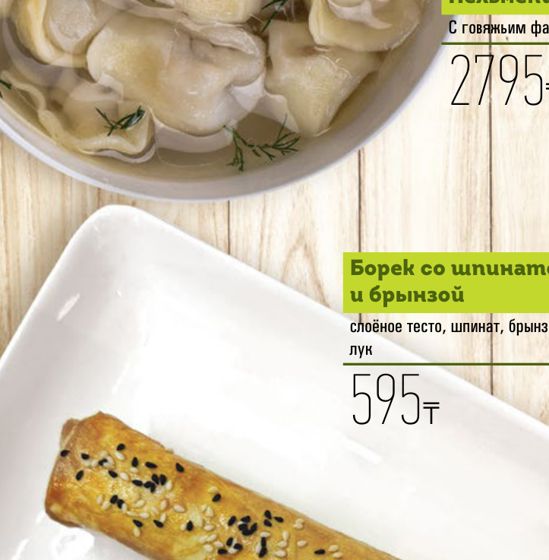 С говяжьим фа
2795
Борек со шпинат
и брынзой
слоёное тесто, шпинат, брынз
лук
595₸